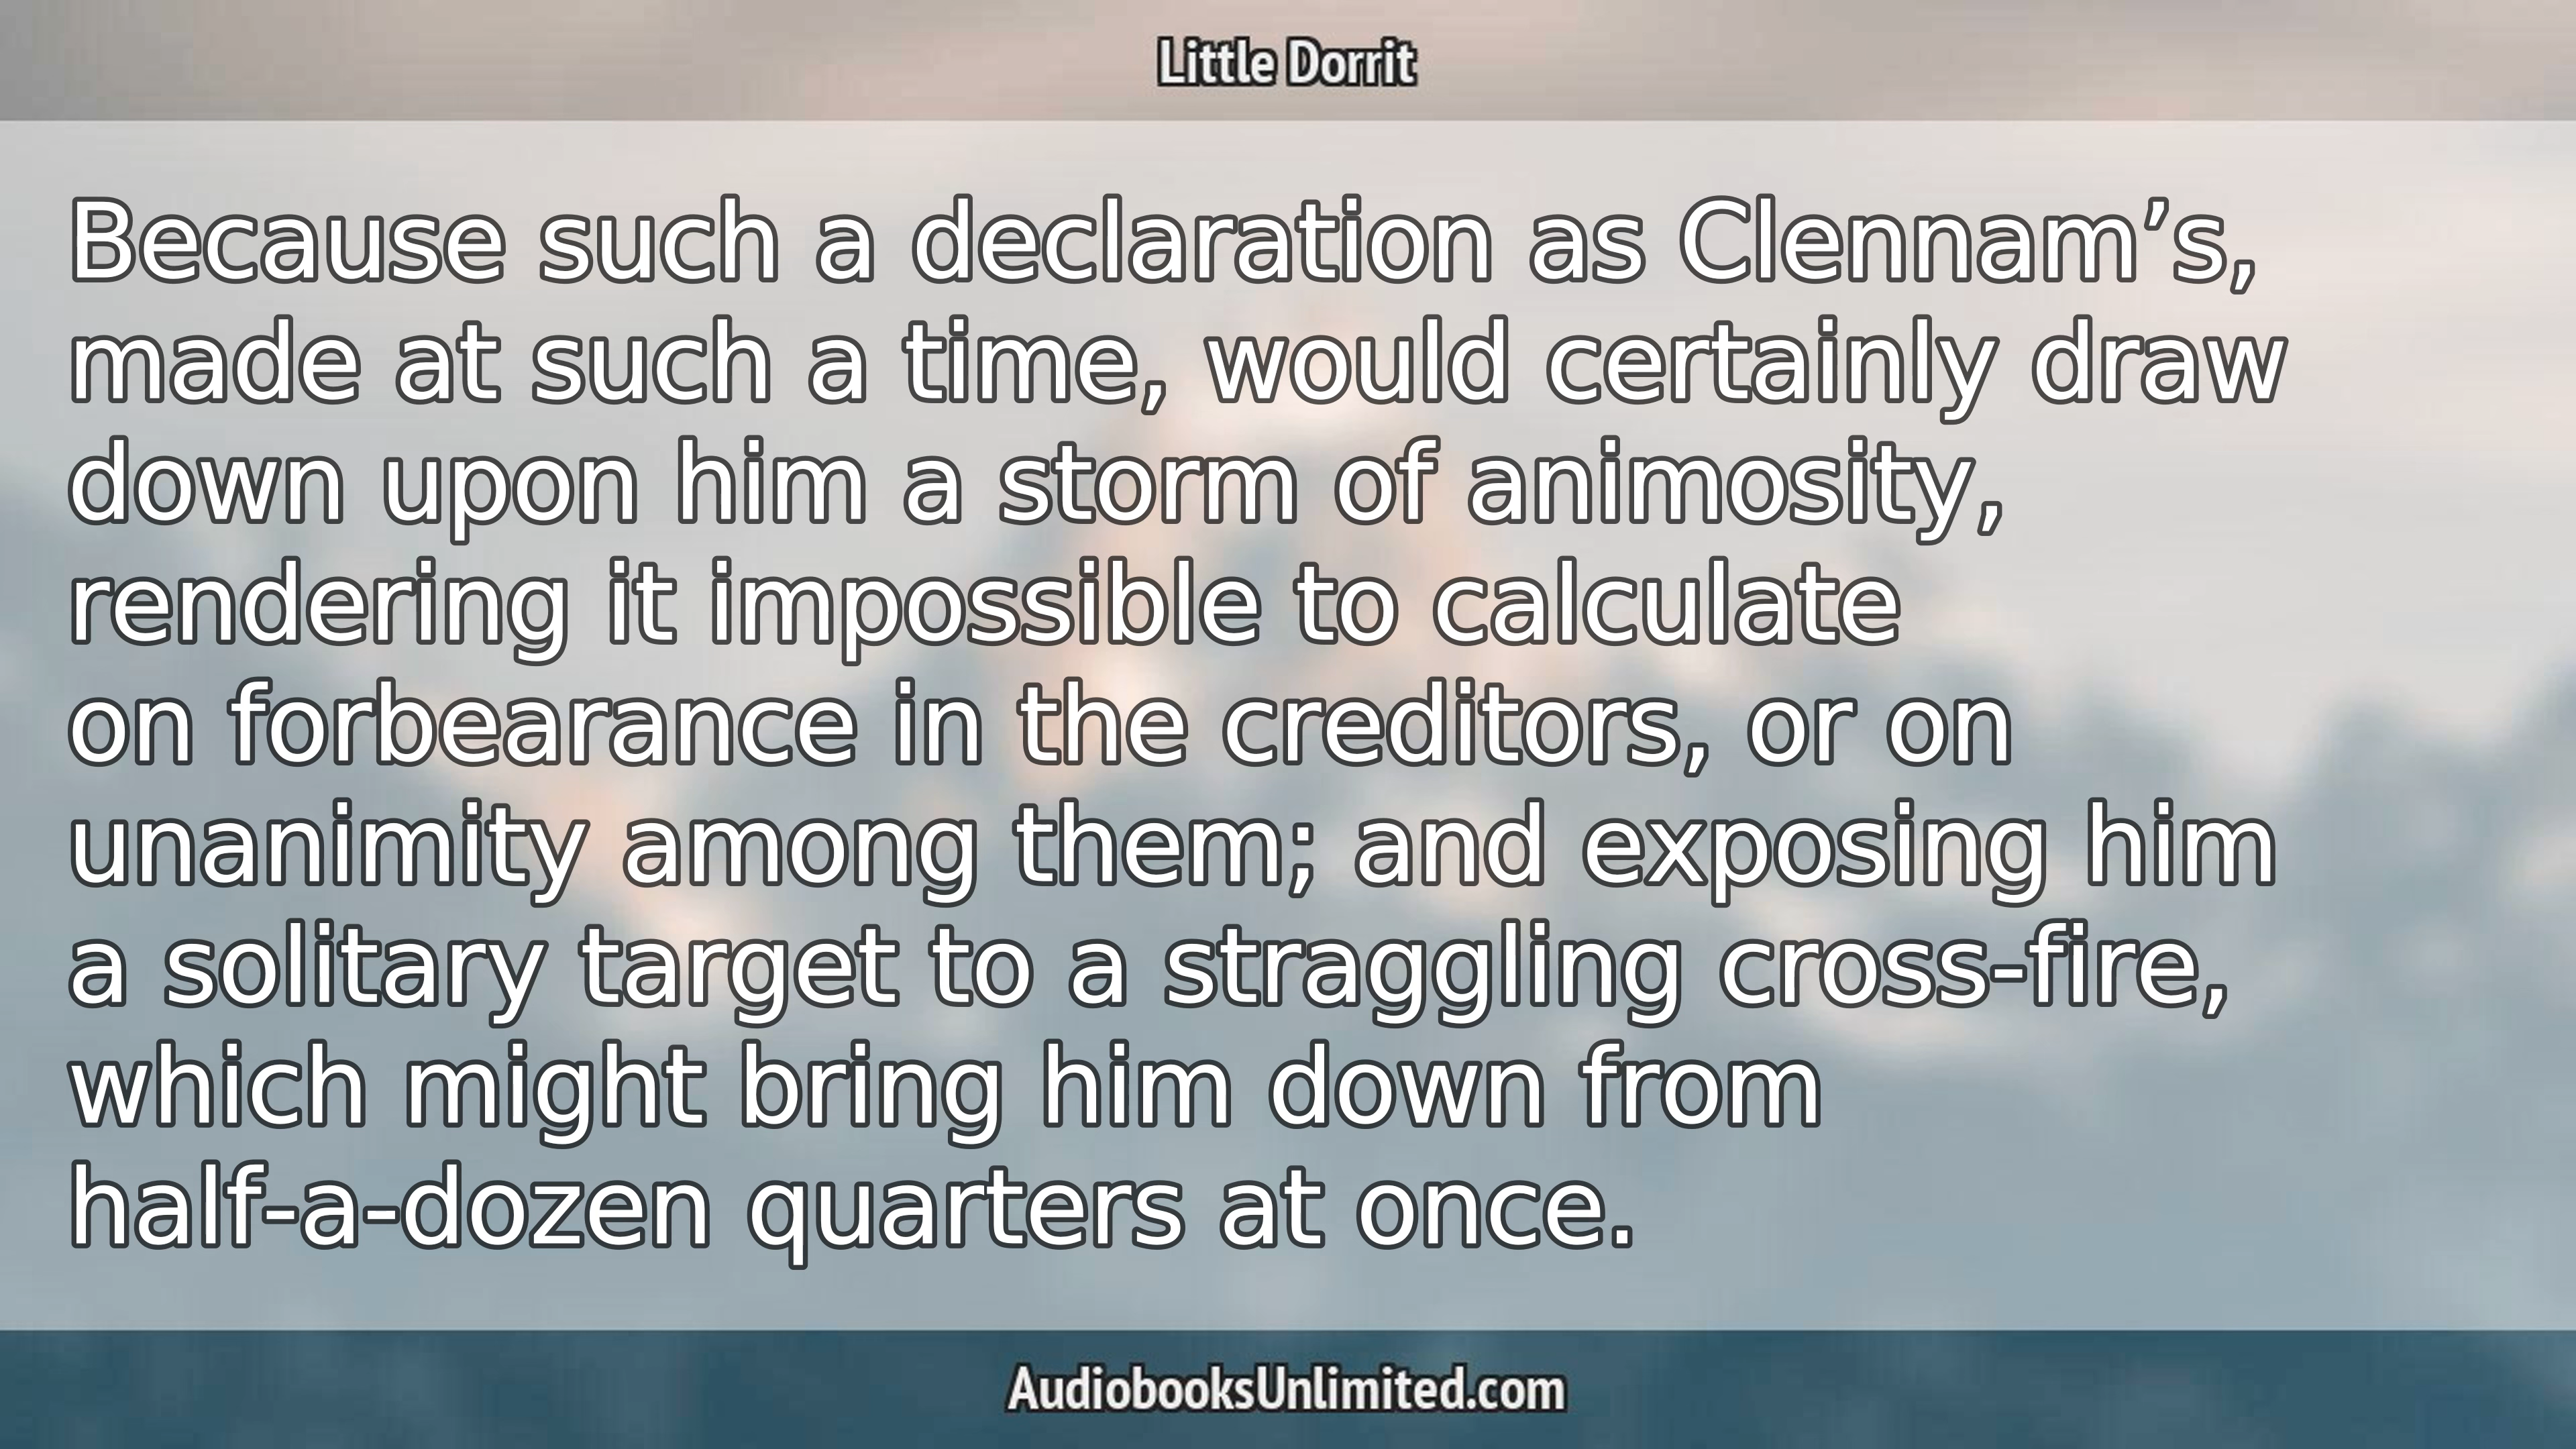 Little Dorrit
Because such a declaration as Clennam’s,
made at such a time, would certainly draw
down upon him a storm of animosity,
rendering it impossible to calculate
on forbearance in the creditors, or on
unanimity among them; and exposing him
a solitary target to a straggling cross-fire,
which might bring him down from
half-a-dozen quarters at once.
AudiobooksUnlimited.com